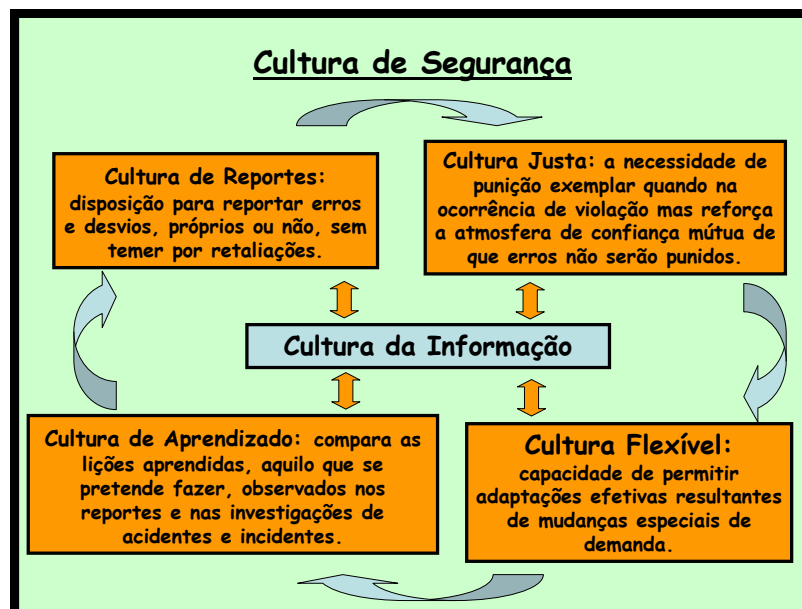 Cultura de Segurança
Cultura de Reportes:
disposição para reportar erros
e desvios, próprios ou não, sem
temer por retaliações.
Cultura Justa: a necessidade de
punição exemplar quando na
ocorrência de violação mas reforça
a atmosfera de confiança mútua de
que erros não serão punidos.
Cultura da Informação
Cultura de Aprendizado: compara as
lições aprendidas, aquilo que se
pretende fazer, observados nos
reportes e nas investigações de
acidentes e incidentes.
Cultura Flexível:
capacidade de permitir
adaptações efetivas resultantes
de mudanças especiais de
demanda.